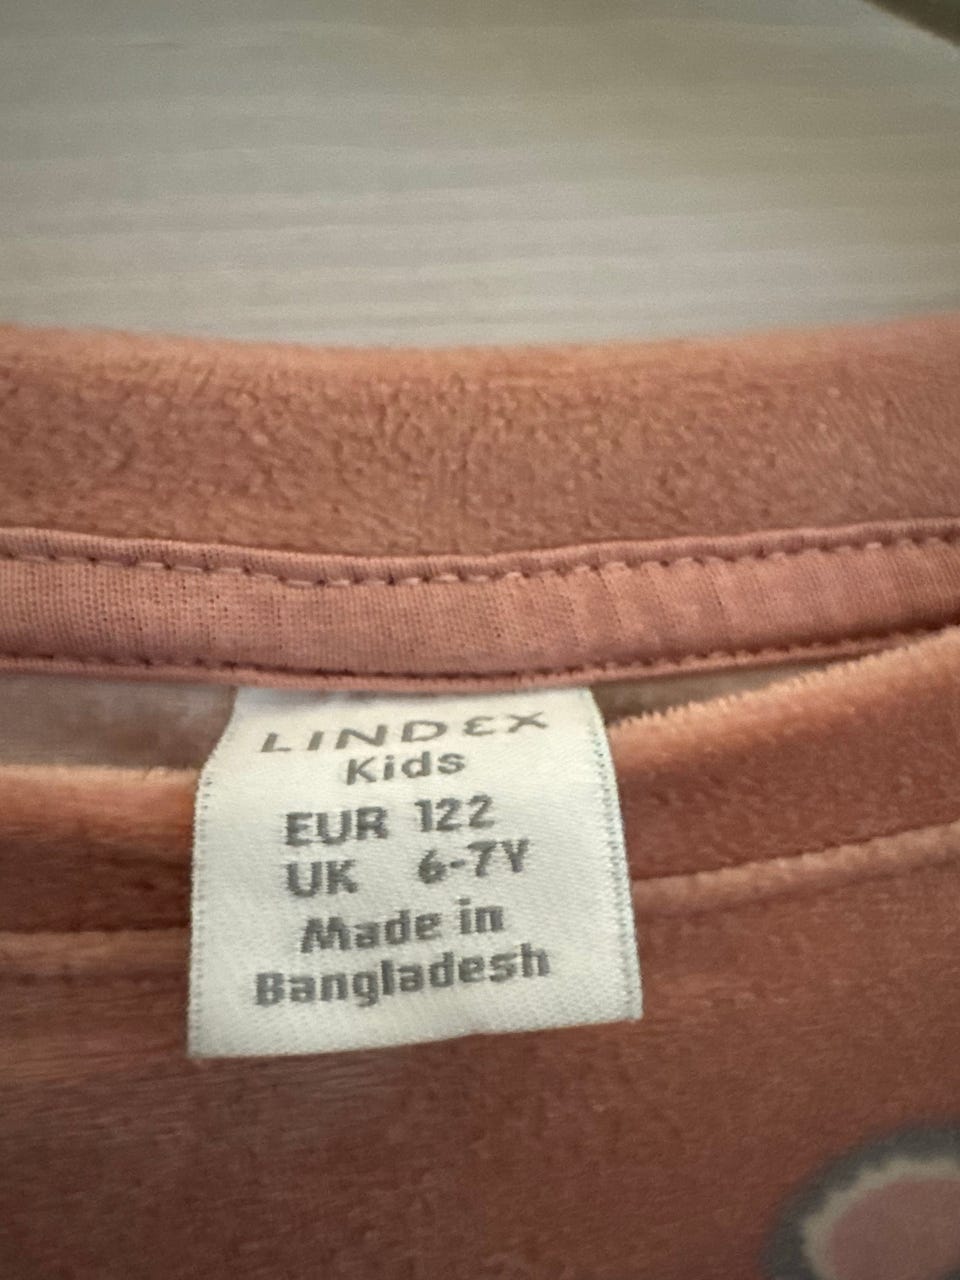 LINDEX
Kids
EUR 122
UK 6-7Y
Made in
Bangladesh